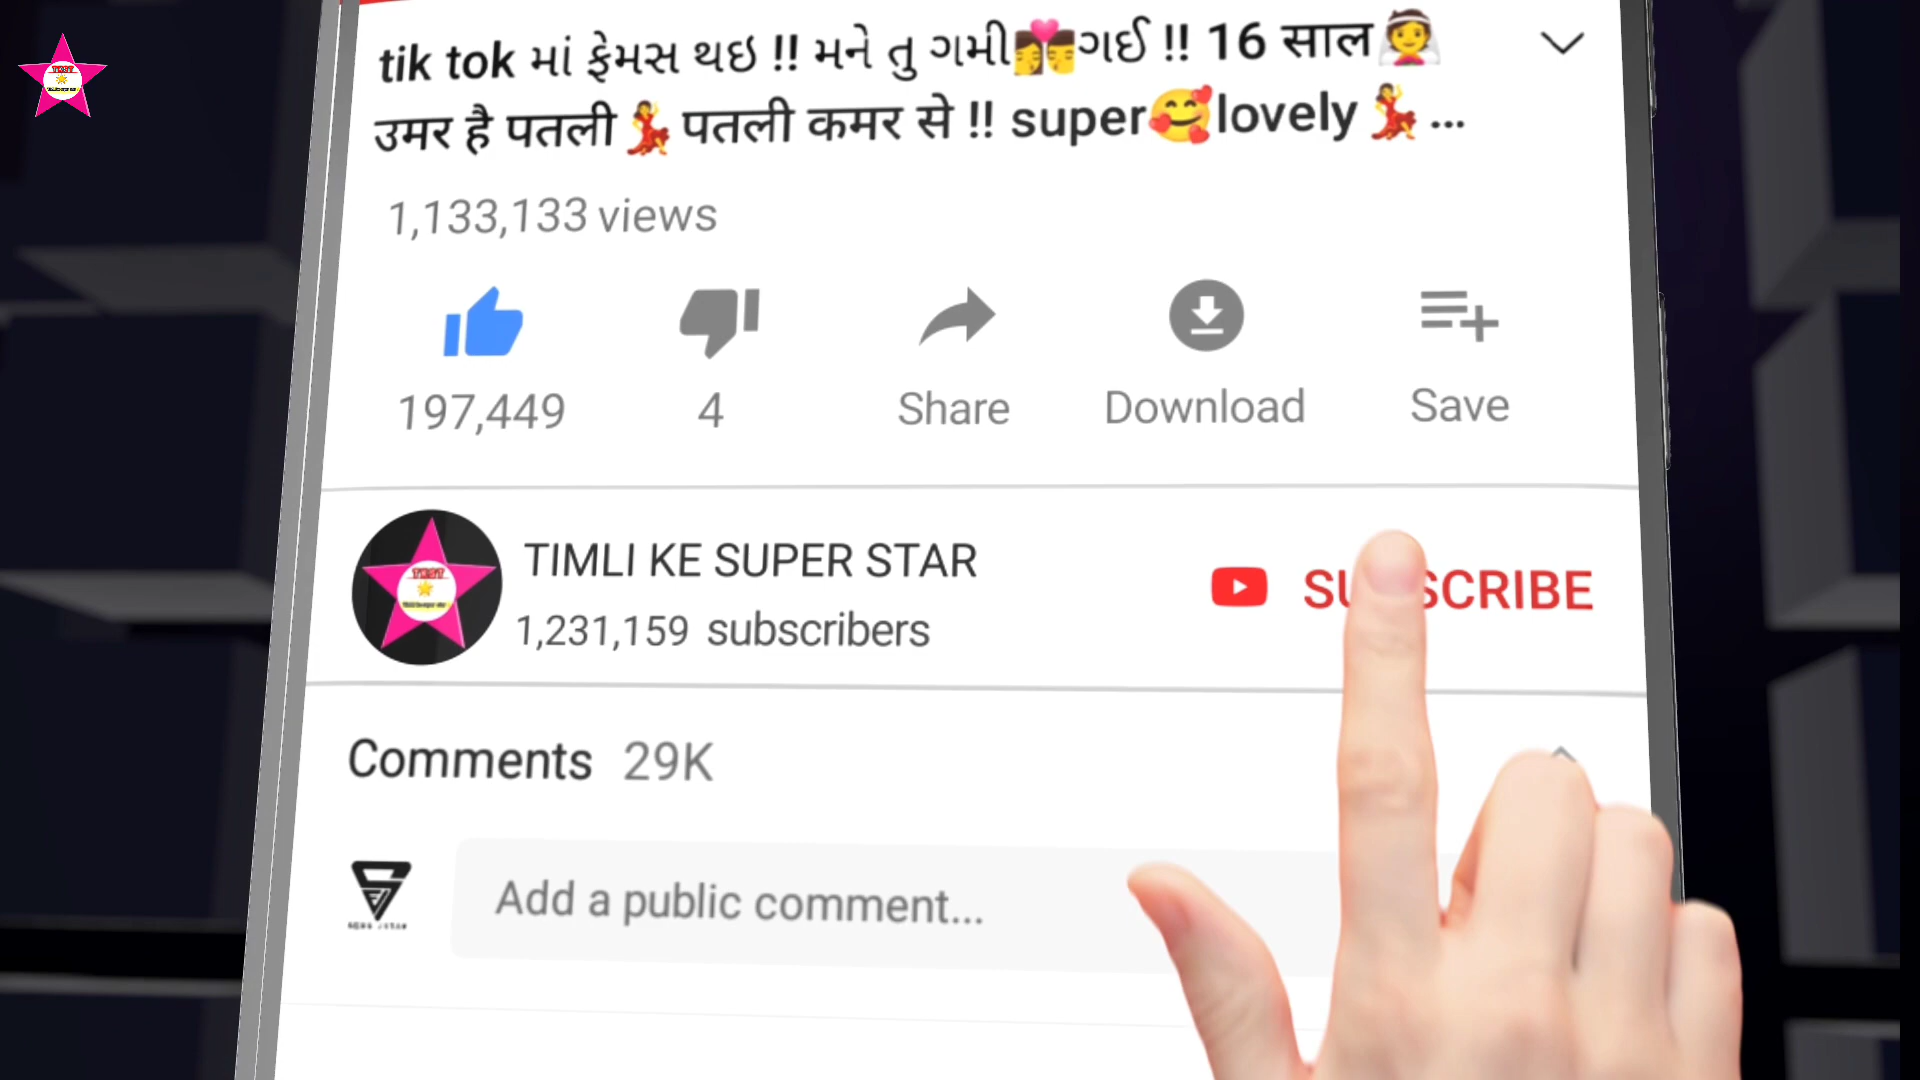 tik tok માં ફેમસ થઇ !! મને તુ ગમી👩‍❤️‍💋‍👨ગઈ !! 16 साल👰
उमर है पतली💃पतली कमर से !! super🥰lovely💃...
1,133,133 views
197,449 4 Share Download Save
TIMLI KE SUPER STAR
1,231,159 subscribers
SUBSCRIBE
Comments 29K
Add a public comment...